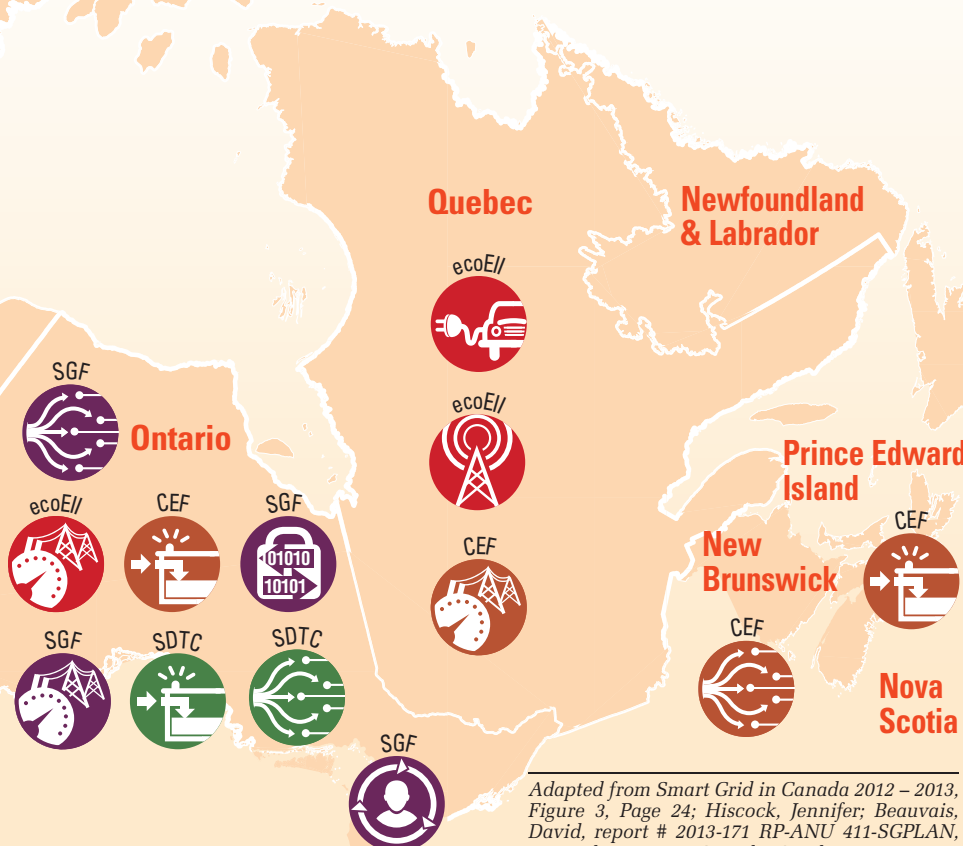 Quebec
Newfoundland
& Labrador
ecoEII
ecoEII
CEF
SGF
Ontario
ecoEII
CEF
SGF
01010
10101
SGF
SDTC
SDTC
SGF
Prince Edward
Island
CEF
New
Brunswick
CEF
Nova
Scotia
Adapted from Smart Grid in Canada 2012 – 2013,
Figure 3, Page 24; Hiscock, Jennifer; Beauvais,
David, report # 2013-171 RP-ANU 411-SGPLAN,